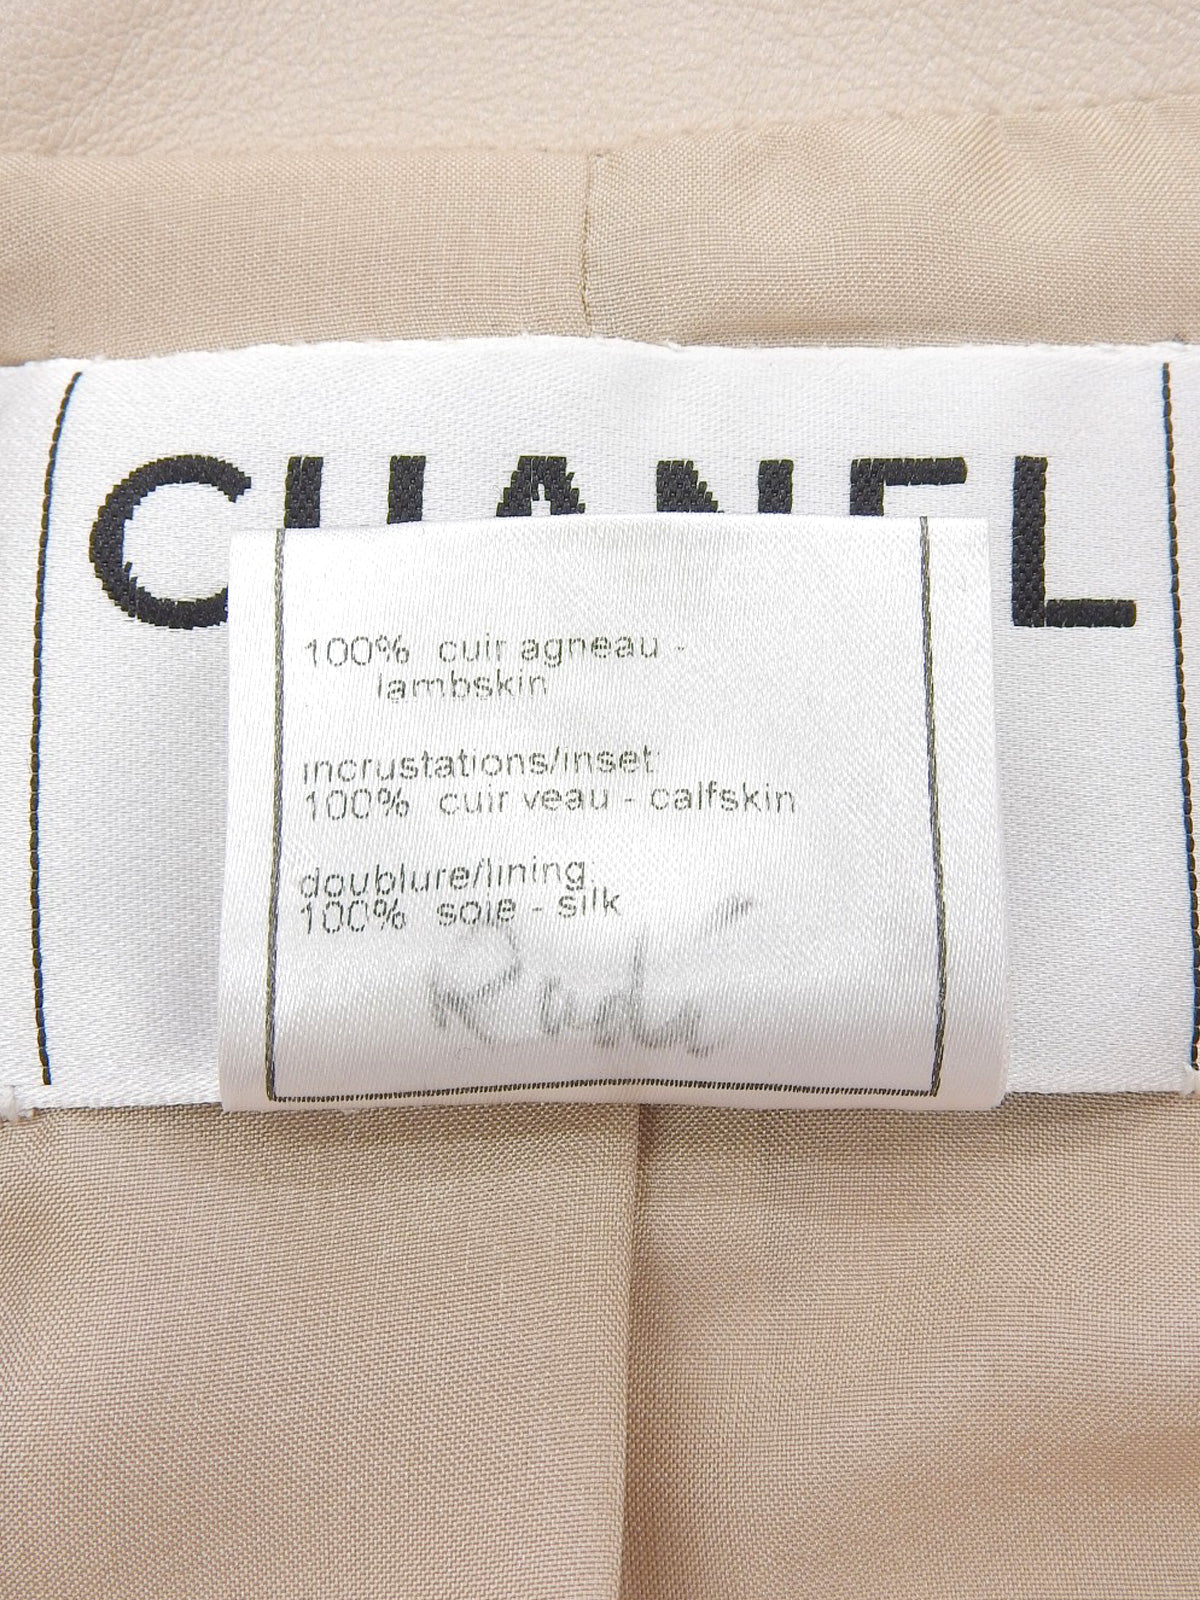 CHANEL
100% cuir agneau -
lambskin
incrustations/inset:
100% cuir veau - calfskin
doublure/lining:
100% soie - silk